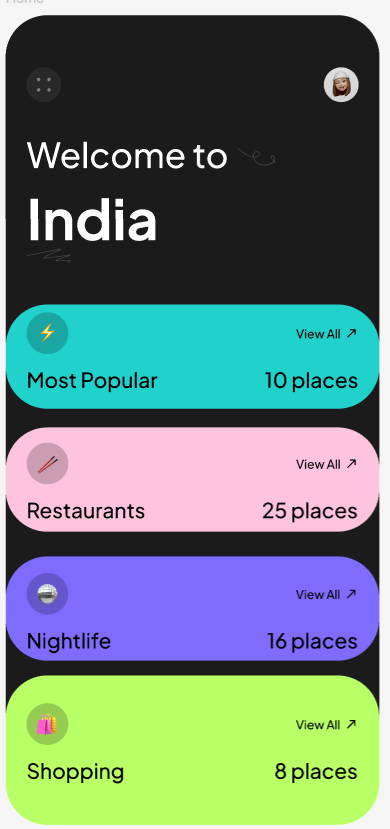 Home
Welcome to
India
View All
Most Popular
10 places
View All
Restaurants
25 places
View All
Nightlife
16 places
View All
Shopping
8 places